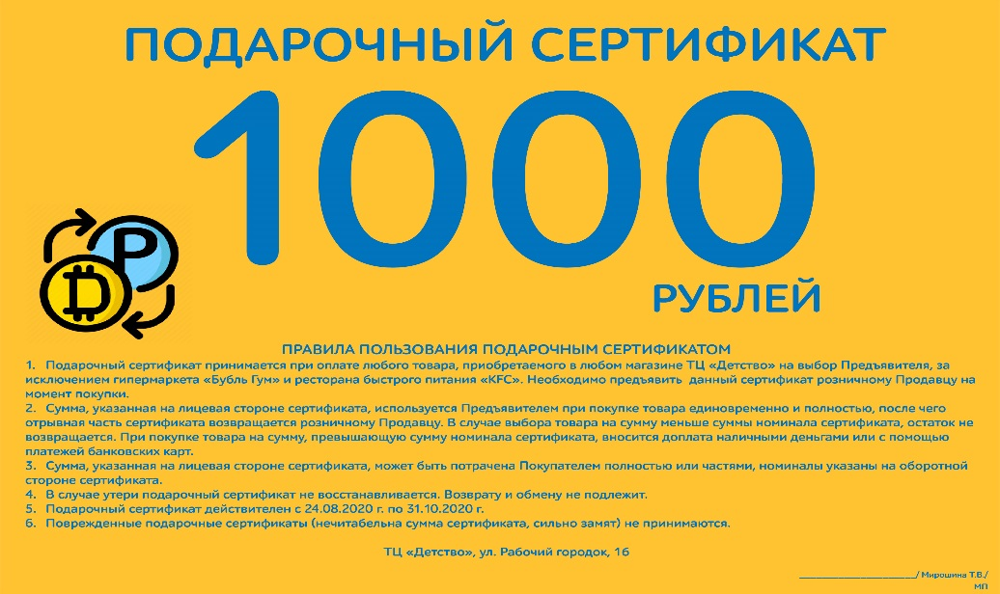 ПОДАРОЧНЫЙ СЕРТИФИКАТ
1000
РУБЛЕЙ
ПРАВИЛА ПОЛЬЗОВАНИЯ ПОДАРОЧНЫМ СЕРТИФИКАТОМ
1. Подарочный сертификат принимается при оплате любого товара, приобретаемого в любом магазине ТЦ «Детство» на выбор Предъявителя, за
исключением гипермаркета «Бубль Гум» и ресторана быстрого питания «KFC». Необходимо предъявить данный сертификат розничному Продавцу на
момент покупки.
2. Сумма, указанная на лицевая стороне сертификата, используется Предъявителем при покупке товара единовременно и полностью, после чего
отрывная часть сертификата возвращается розничному Продавцу. В случае выбора товара на сумму меньше суммы номинала сертификата, остаток не
возвращается. При покупке товара на сумму, превышающую сумму номинала сертификата, вносится доплата наличными деньгами или с помощью
платежей банковских карт.
3. Сумма, указанная на лицевая стороне сертификата, может быть потрачена Покупателем полностью или частями, номиналы указаны на оборотной
стороне сертификата.
4. В случае утери подарочный сертификат не восстанавливается. Возврату и обмену не подлежит.
5. Подарочный сертификат действителен с 24.08.2020 г. по 31.10.2020 г.
6. Поврежденные подарочные сертификаты (нечитабельна сумма сертификата, сильно замят) не принимаются.
ТЦ «Детство», ул. Рабочий городок, 1б
______________________/ Мирошина Т.В./
МП